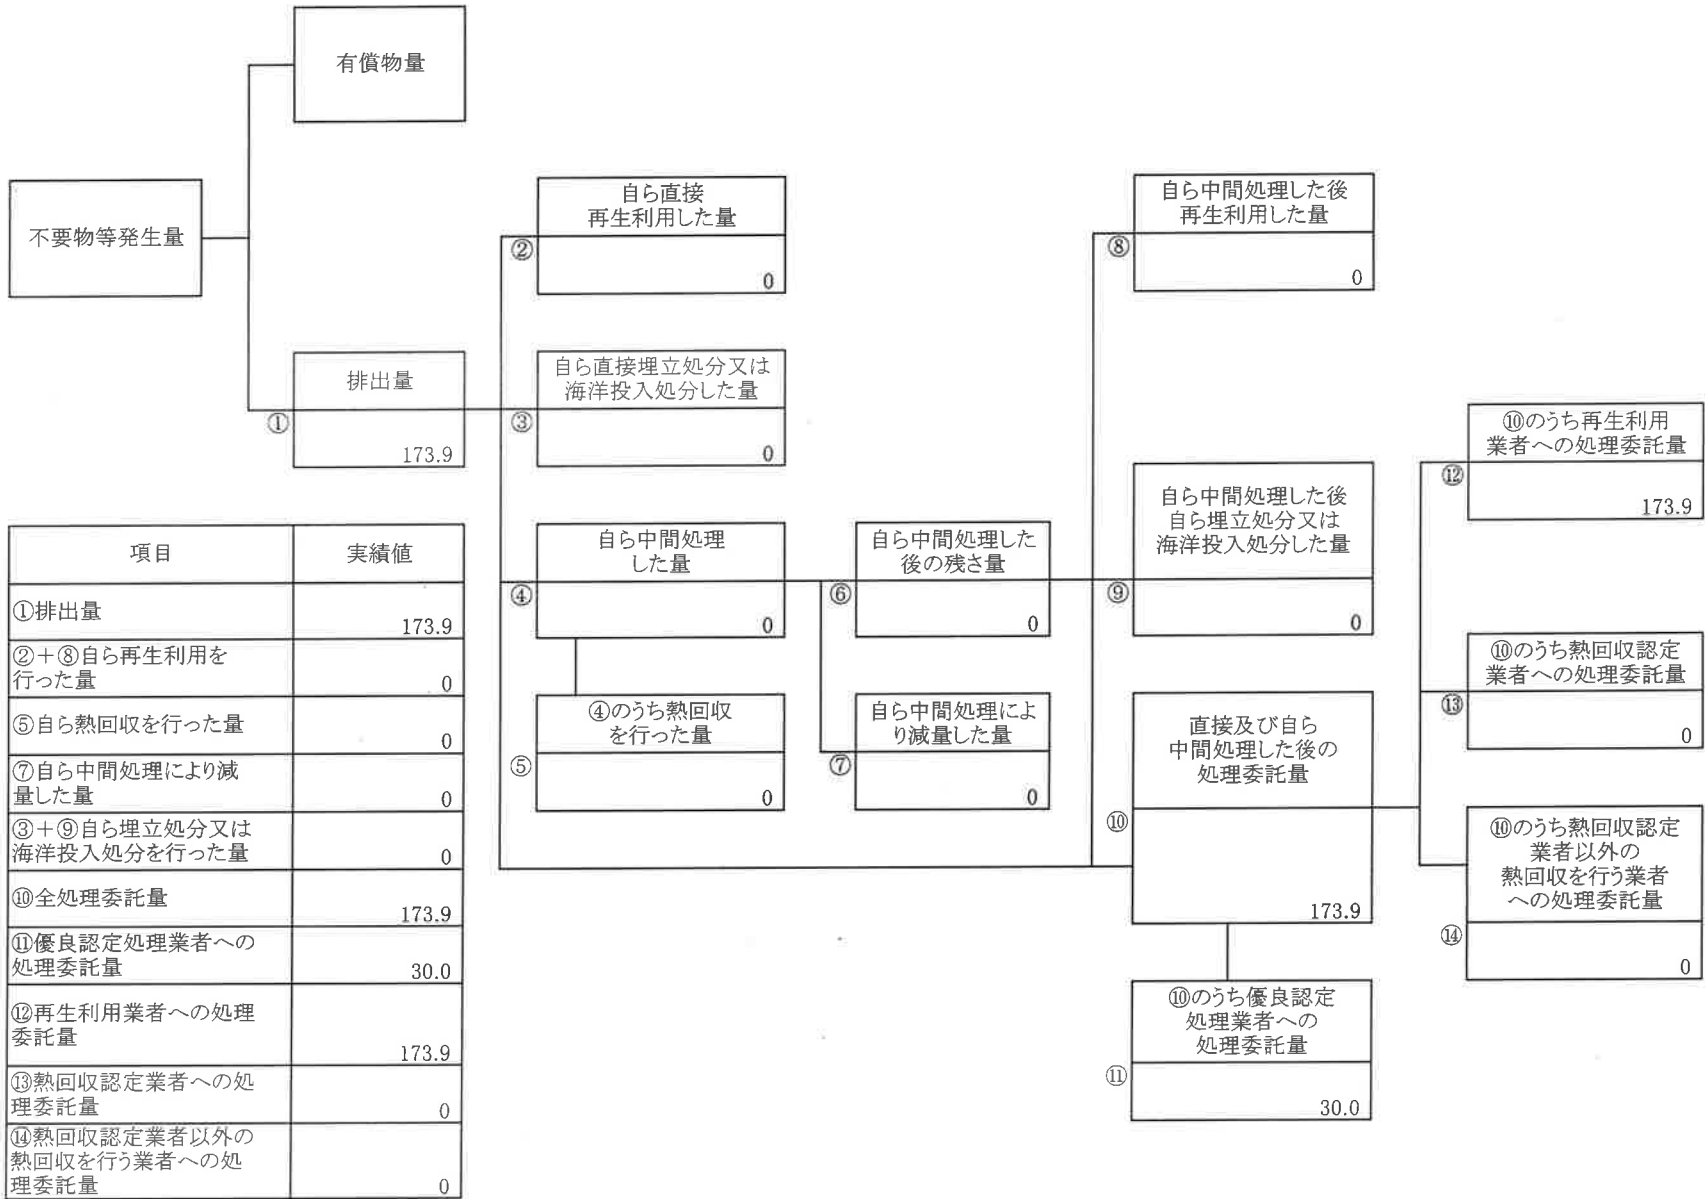 有償物量
不要物等発生量
排出量
①
173.9
自ら直接
再生利用した量
②
0
自ら直接埋立処分又は
海洋投入処分した量
③
0
自ら中間処理
した量
④
0
④のうち熱回収
を行った量
⑤
0
自ら中間処理した
後の残さ量
⑥
0
自ら中間処理によ
り減量した量
⑦
0
自ら中間処理した後
再生利用した量
⑧
0
自ら中間処理した後
自ら埋立処分又は
海洋投入処分した量
⑨
0
直接及び自ら
中間処理した後の
処理委託量
⑩
173.9
⑩のうち優良認定
処理業者への
処理委託量
⑪
30.0
⑩のうち再生利用
業者への処理委託量
⑫
173.9
⑩のうち熱回収認定
業者への処理委託量
⑬
0
⑩のうち熱回収認定
業者以外の
熱回収を行う業者
への処理委託量
⑭
0
項目 実績値
①排出量 173.9
②＋⑧自ら再生利用を
行った量 0
⑤自ら熱回収を行った量 0
⑦自ら中間処理により減
量した量 0
③＋⑨自ら埋立処分又は
海洋投入処分を行った量 0
⑩全処理委託量 173.9
⑪優良認定処理業者への
処理委託量 30.0
⑫再生利用業者への処理
委託量 173.9
⑬熱回収認定業者への処
理委託量 0
⑭熱回収認定業者以外の
熱回収を行う業者への処
理委託量 0